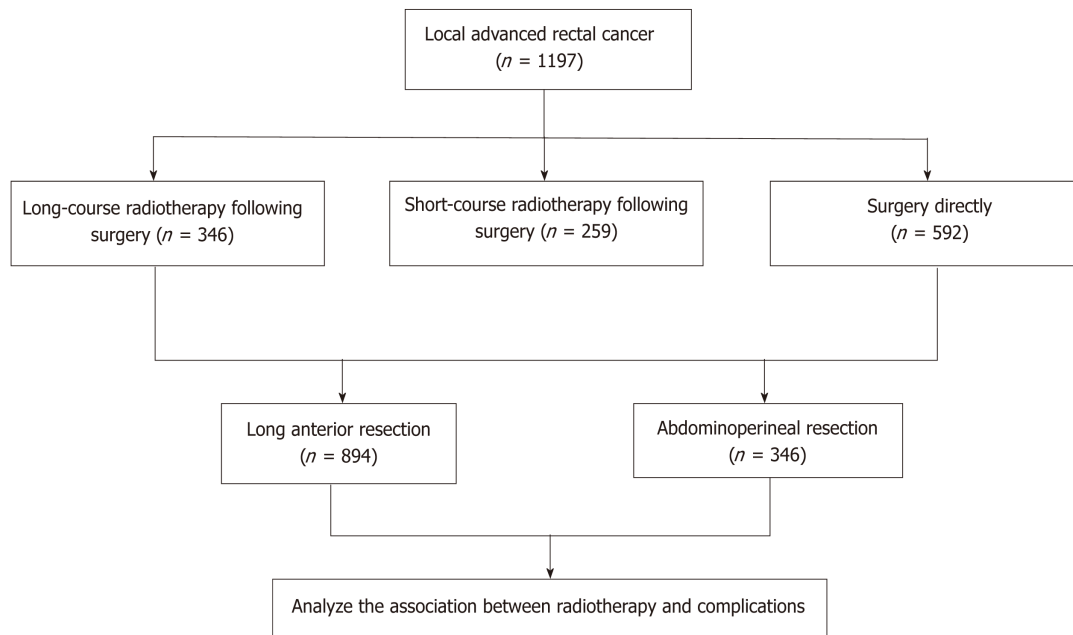 Local advanced rectal cancer
(n = 1197)
Long-course radiotherapy following
surgery (n = 346)
Short-course radiotherapy following
surgery (n = 259)
Surgery directly
(n = 592)
Long anterior resection
(n = 894)
Abdominoperineal resection
(n = 346)
Analyze the association between radiotherapy and complications